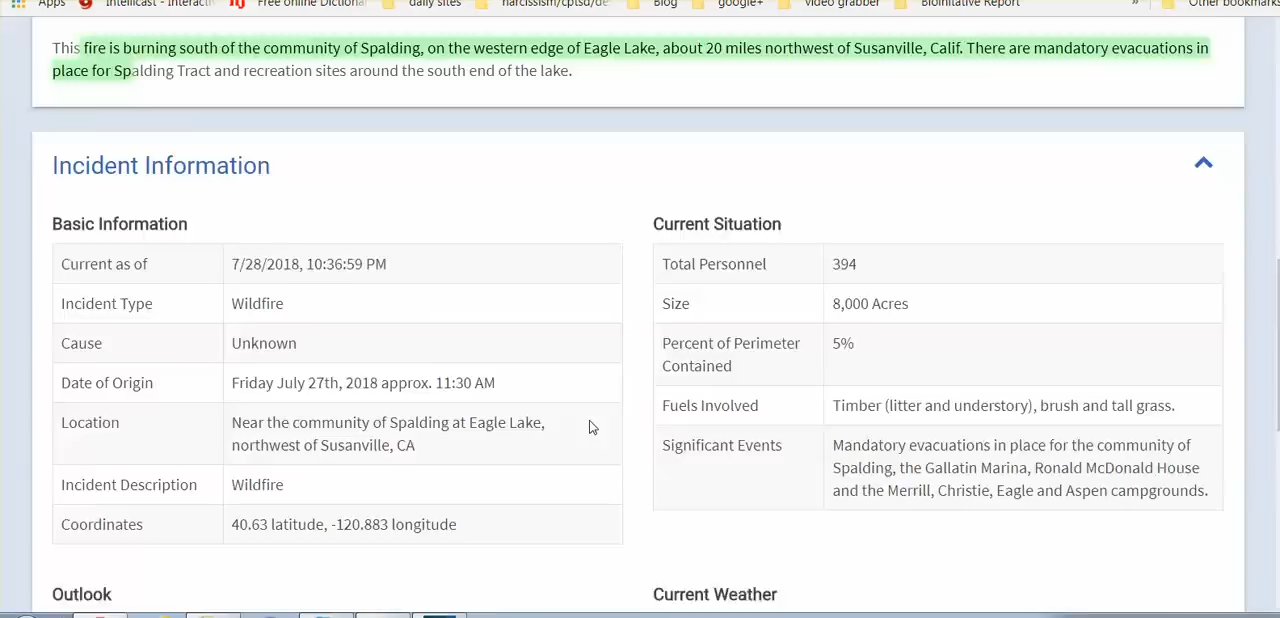 Apps Intellicast - Interacti Free online Dictionar daily sites narcissism/cptsd/de Blog google+ video grabber BioInitiative Report » Other bookmarks
This fire is burning south of the community of Spalding, on the western edge of Eagle Lake, about 20 miles northwest of Susanville, Calif. There are mandatory evacuations in
place for Spalding Tract and recreation sites around the south end of the lake.
Incident Information
Basic Information
Current as of 7/28/2018, 10:36:59 PM
Incident Type Wildfire
Cause Unknown
Date of Origin Friday July 27th, 2018 approx. 11:30 AM
Location Near the community of Spalding at Eagle Lake,
northwest of Susanville, CA
Incident Description Wildfire
Coordinates 40.63 latitude, -120.883 longitude
Current Situation
Total Personnel 394
Size 8,000 Acres
Percent of Perimeter 5%
Contained
Fuels Involved Timber (litter and understory), brush and tall grass.
Significant Events Mandatory evacuations in place for the community of
Spalding, the Gallatin Marina, Ronald McDonald House
and the Merrill, Christie, Eagle and Aspen campgrounds.
Outlook
Current Weather